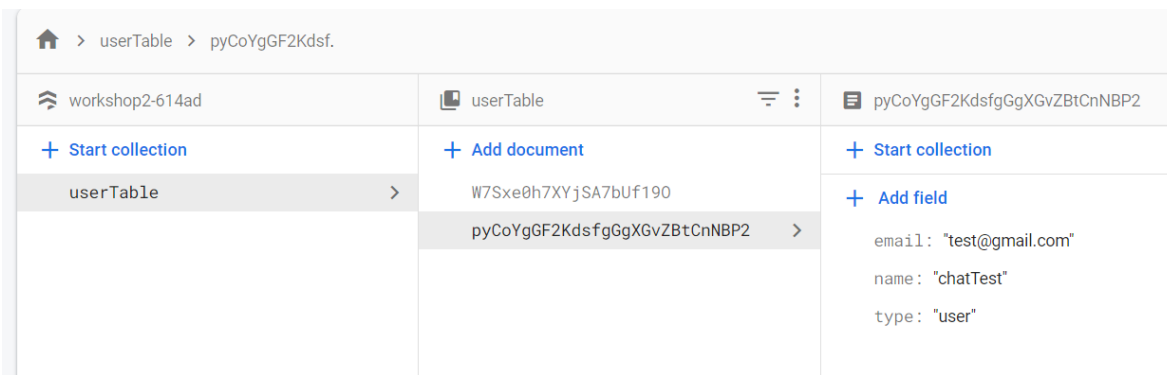 userTable > pyCoYgGF2Kdsf.
workshop2-614ad
userTable
pyCoYgGF2KdsfgGgXGvZBtCnNBP2
+ Start collection
+ Add document
+ Start collection
userTable >
W7Sxe0h7XYjSA7bUf19O
+ Add field
pyCoYgGF2KdsfgGgXGvZBtCnNBP2 >
email: "test@gmail.com"
name: "chatTest"
type: "user"